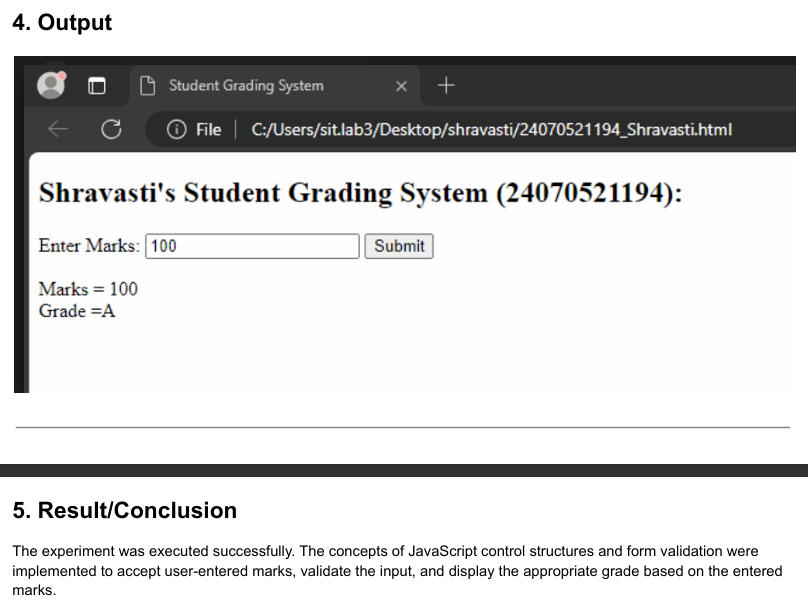 4. Output
Student Grading System
File C:/Users/sit.lab3/Desktop/shravasti/24070521194_Shravasti.html
Shravasti's Student Grading System (24070521194):
Enter Marks: 100 Submit
Marks = 100
Grade =A
5. Result/Conclusion
The experiment was executed successfully. The concepts of JavaScript control structures and form validation were
implemented to accept user-entered marks, validate the input, and display the appropriate grade based on the entered
marks.